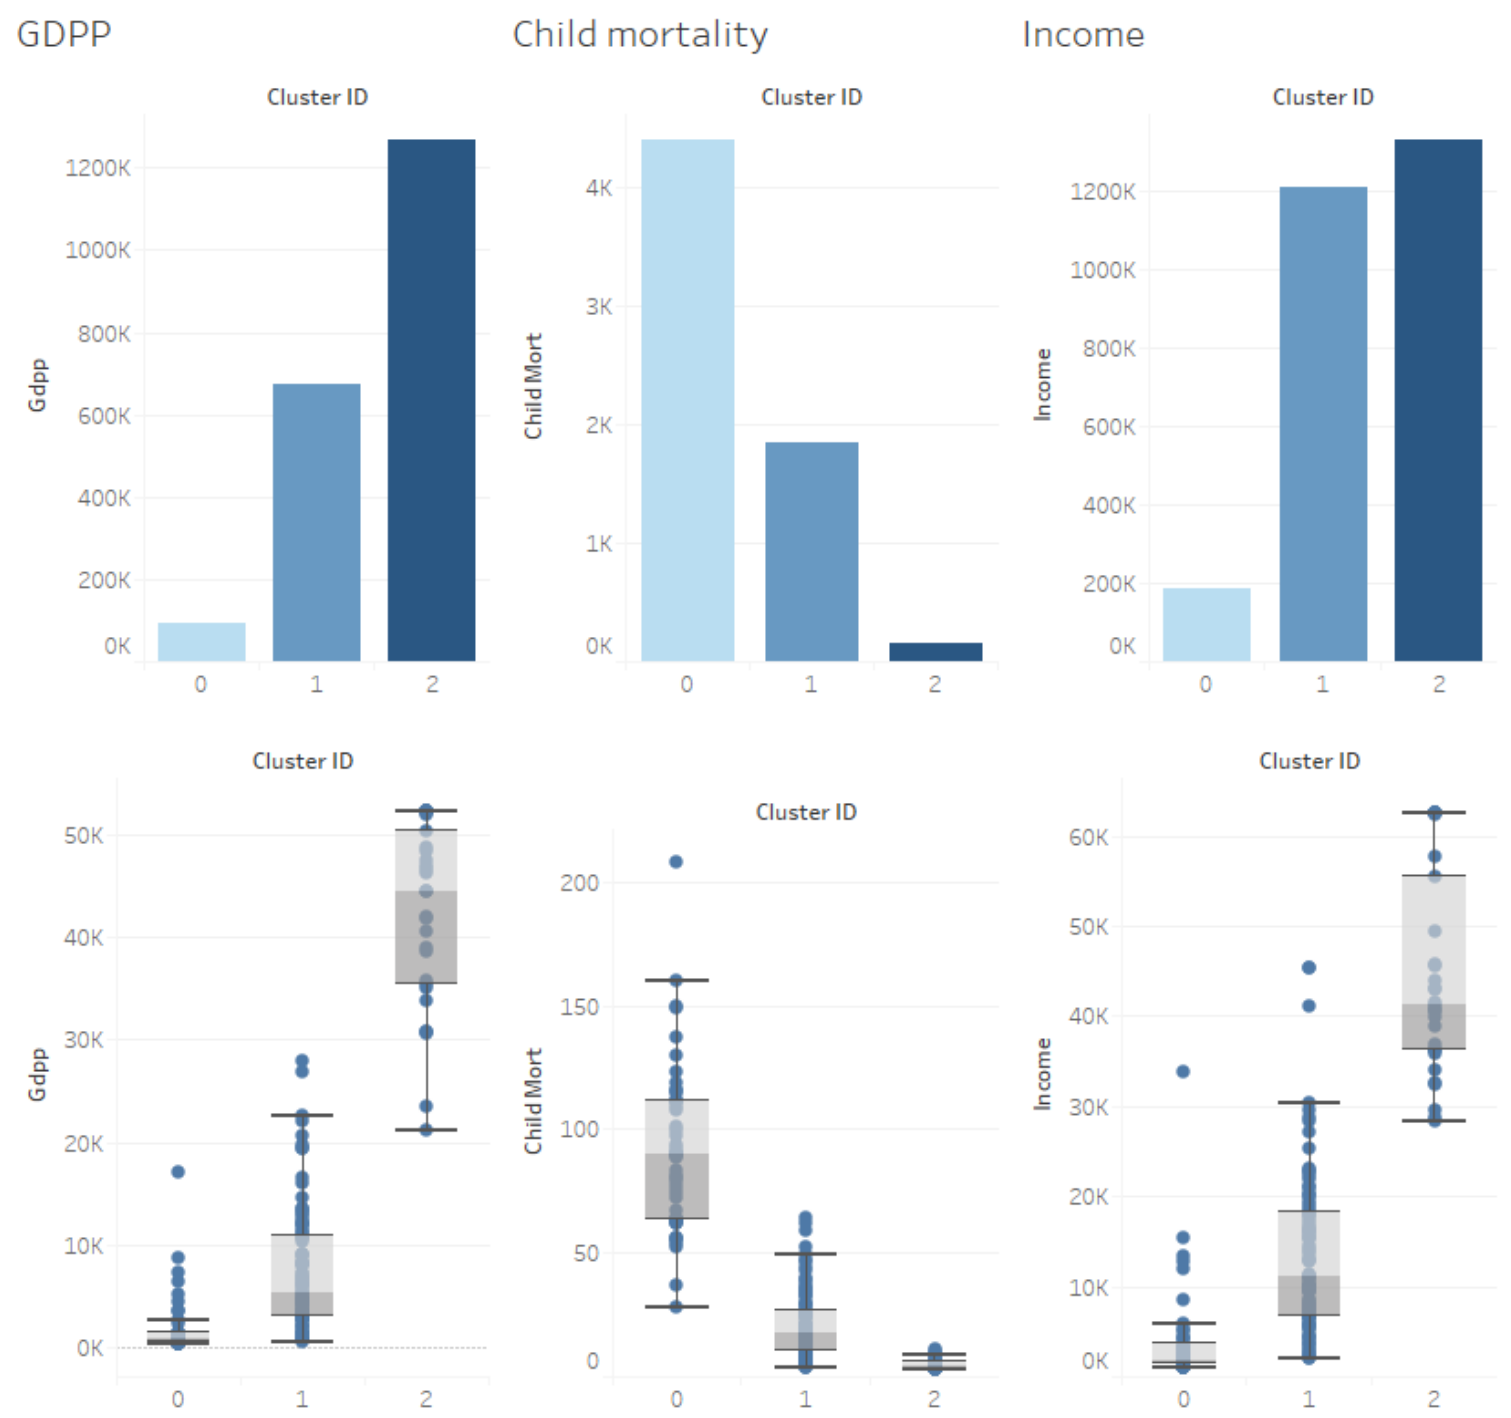 GDPP
Child mortality
Income
Cluster ID
Cluster ID
Cluster ID
1200K
1000K
800K
600K
400K
200K
0K
Gdpp
0 1 2
4K
3K
2K
1K
0K
Child Mort
0 1 2
1200K
1000K
800K
600K
400K
200K
0K
Income
0 1 2
Cluster ID
50K
40K
30K
20K
10K
0K
Gdpp
0 1 2
Cluster ID
200
150
100
50
0
Child Mort
0 1 2
Cluster ID
60K
50K
40K
30K
20K
10K
0K
Income
0 1 2